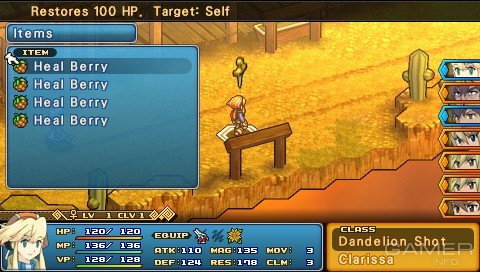 Restores 100 HP. Target: Self
Items
ITEM
Heal Berry
Heal Berry
Heal Berry
Heal Berry
LV 1 CLV 1
HP: 120/ 120
MP: 136/ 136
VP: 128/ 128
EQUIP
ATK: 110 MAG: 135 MOV: 3
DEF: 124 RES: 178 CLM: 3
CLASS
Dandelion Shot
Clarissa
GAMER
INFO